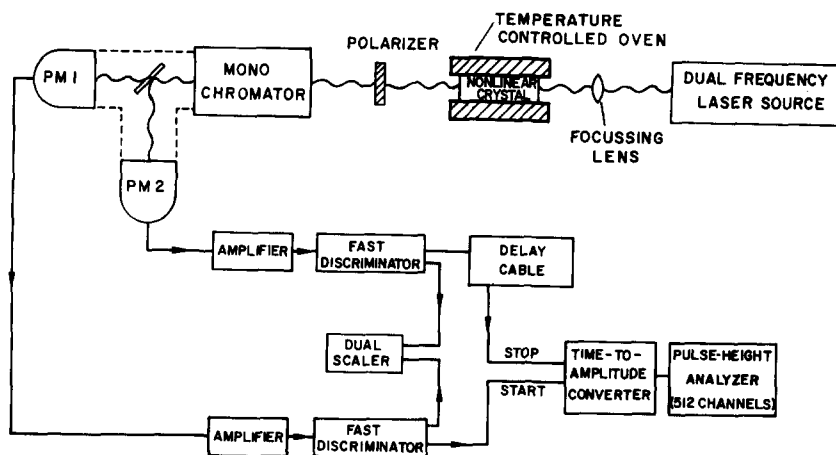 TEMPERATURE
CONTROLLED OVEN
POLARIZER
PM 1
MONO
CHROMATOR
NONLINEAR
CRYSTAL
DUAL FREQUENCY
LASER SOURCE
FOCUSSING
LENS
PM 2
AMPLIFIER
FAST
DISCRIMINATOR
DELAY
CABLE
DUAL
SCALER
STOP
START
TIME-TO-
AMPLITUDE
CONVERTER
PULSE-HEIGHT
ANALYZER
(512 CHANNELS)
AMPLIFIER
FAST
DISCRIMINATOR